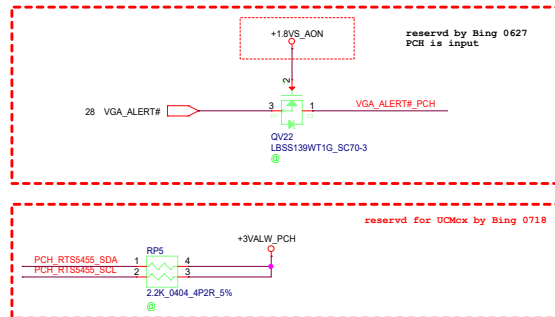 +1.8VS_AON
reservd by Bing 0627
PCH is input
2
28 VGA_ALERT#
3
1
VGA_ALERT#_PCH
QV22
LBSS139WT1G_SC70-3
@
reservd for UCMcx by Bing 0718
+3VALW_PCH
RP5
PCH_RTS5455_SDA 1 4
PCH_RTS5455_SCL 2 3
2.2K_0404_4P2R_5%
@